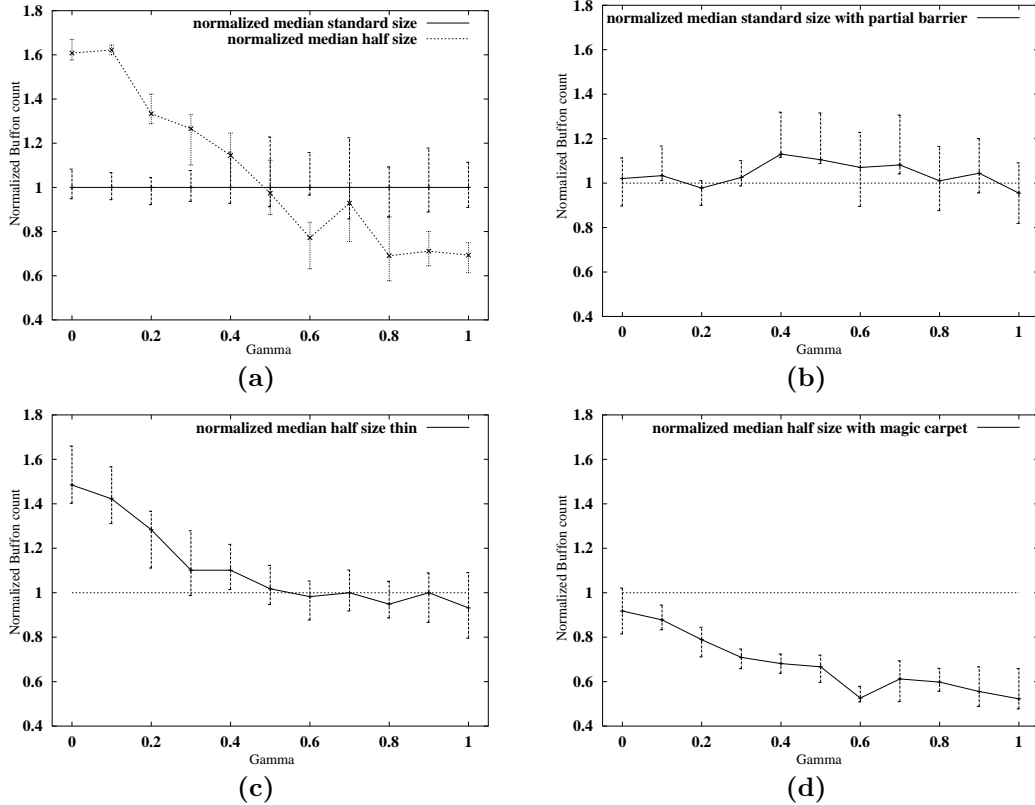 1.8
normalized median standard size
normalized median half size
1.6
1.4
1.2
1
0.8
0.6
0.4
Normalized Buffon count
0 0.2 0.4 0.6 0.8 1
Gamma
(a)
1.8
normalized median standard size with partial barrier
1.6
1.4
1.2
1
0.8
0.6
0.4
Normalized Buffon count
0 0.2 0.4 0.6 0.8 1
Gamma
(b)
1.8
normalized median half size thin
1.6
1.4
1.2
1
0.8
0.6
0.4
Normalized Buffon count
0 0.2 0.4 0.6 0.8 1
Gamma
(c)
1.8
normalized median half size with magic carpet
1.6
1.4
1.2
1
0.8
0.6
0.4
Normalized Buffon count
0 0.2 0.4 0.6 0.8 1
Gamma
(d)